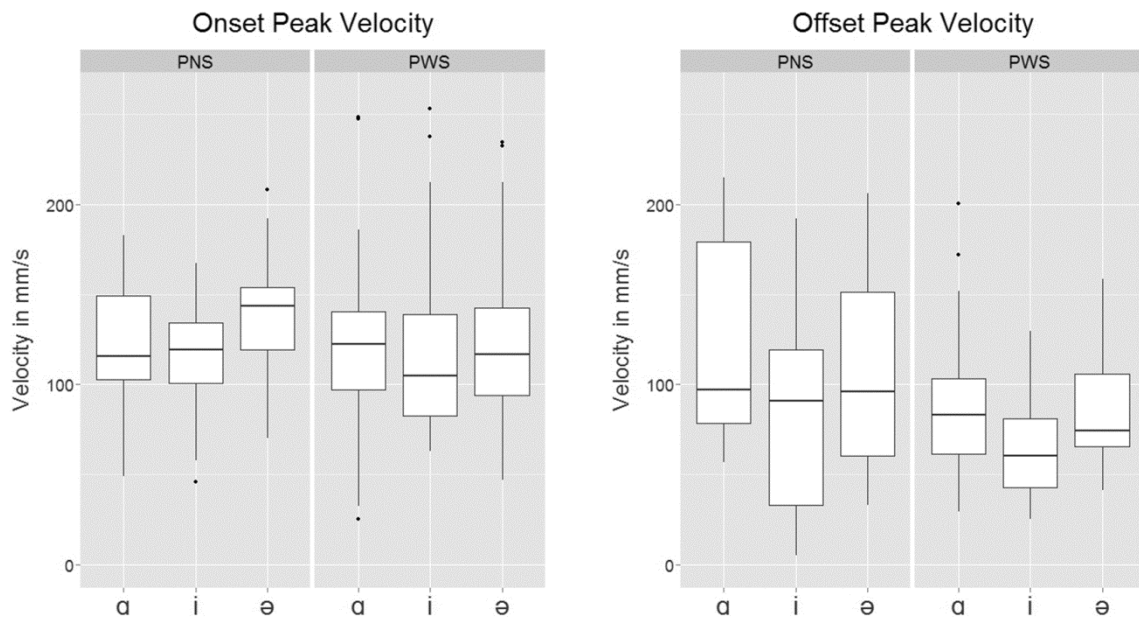 Onset Peak Velocity
PNS PWS
Velocity in mm/s
200
100
0
ɑ i ə ɑ i ə
Offset Peak Velocity
PNS PWS
Velocity in mm/s
200
100
0
ɑ i ə ɑ i ə